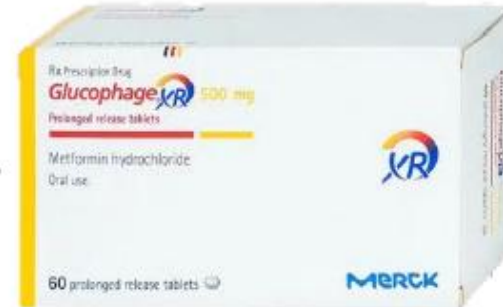 Rx Prescription Drug
Glucophage XR 500 mg
Prolonged release tablets
Metformin hydrochloride
Oral use.
XR
60 prolonged release tablets
MERCK